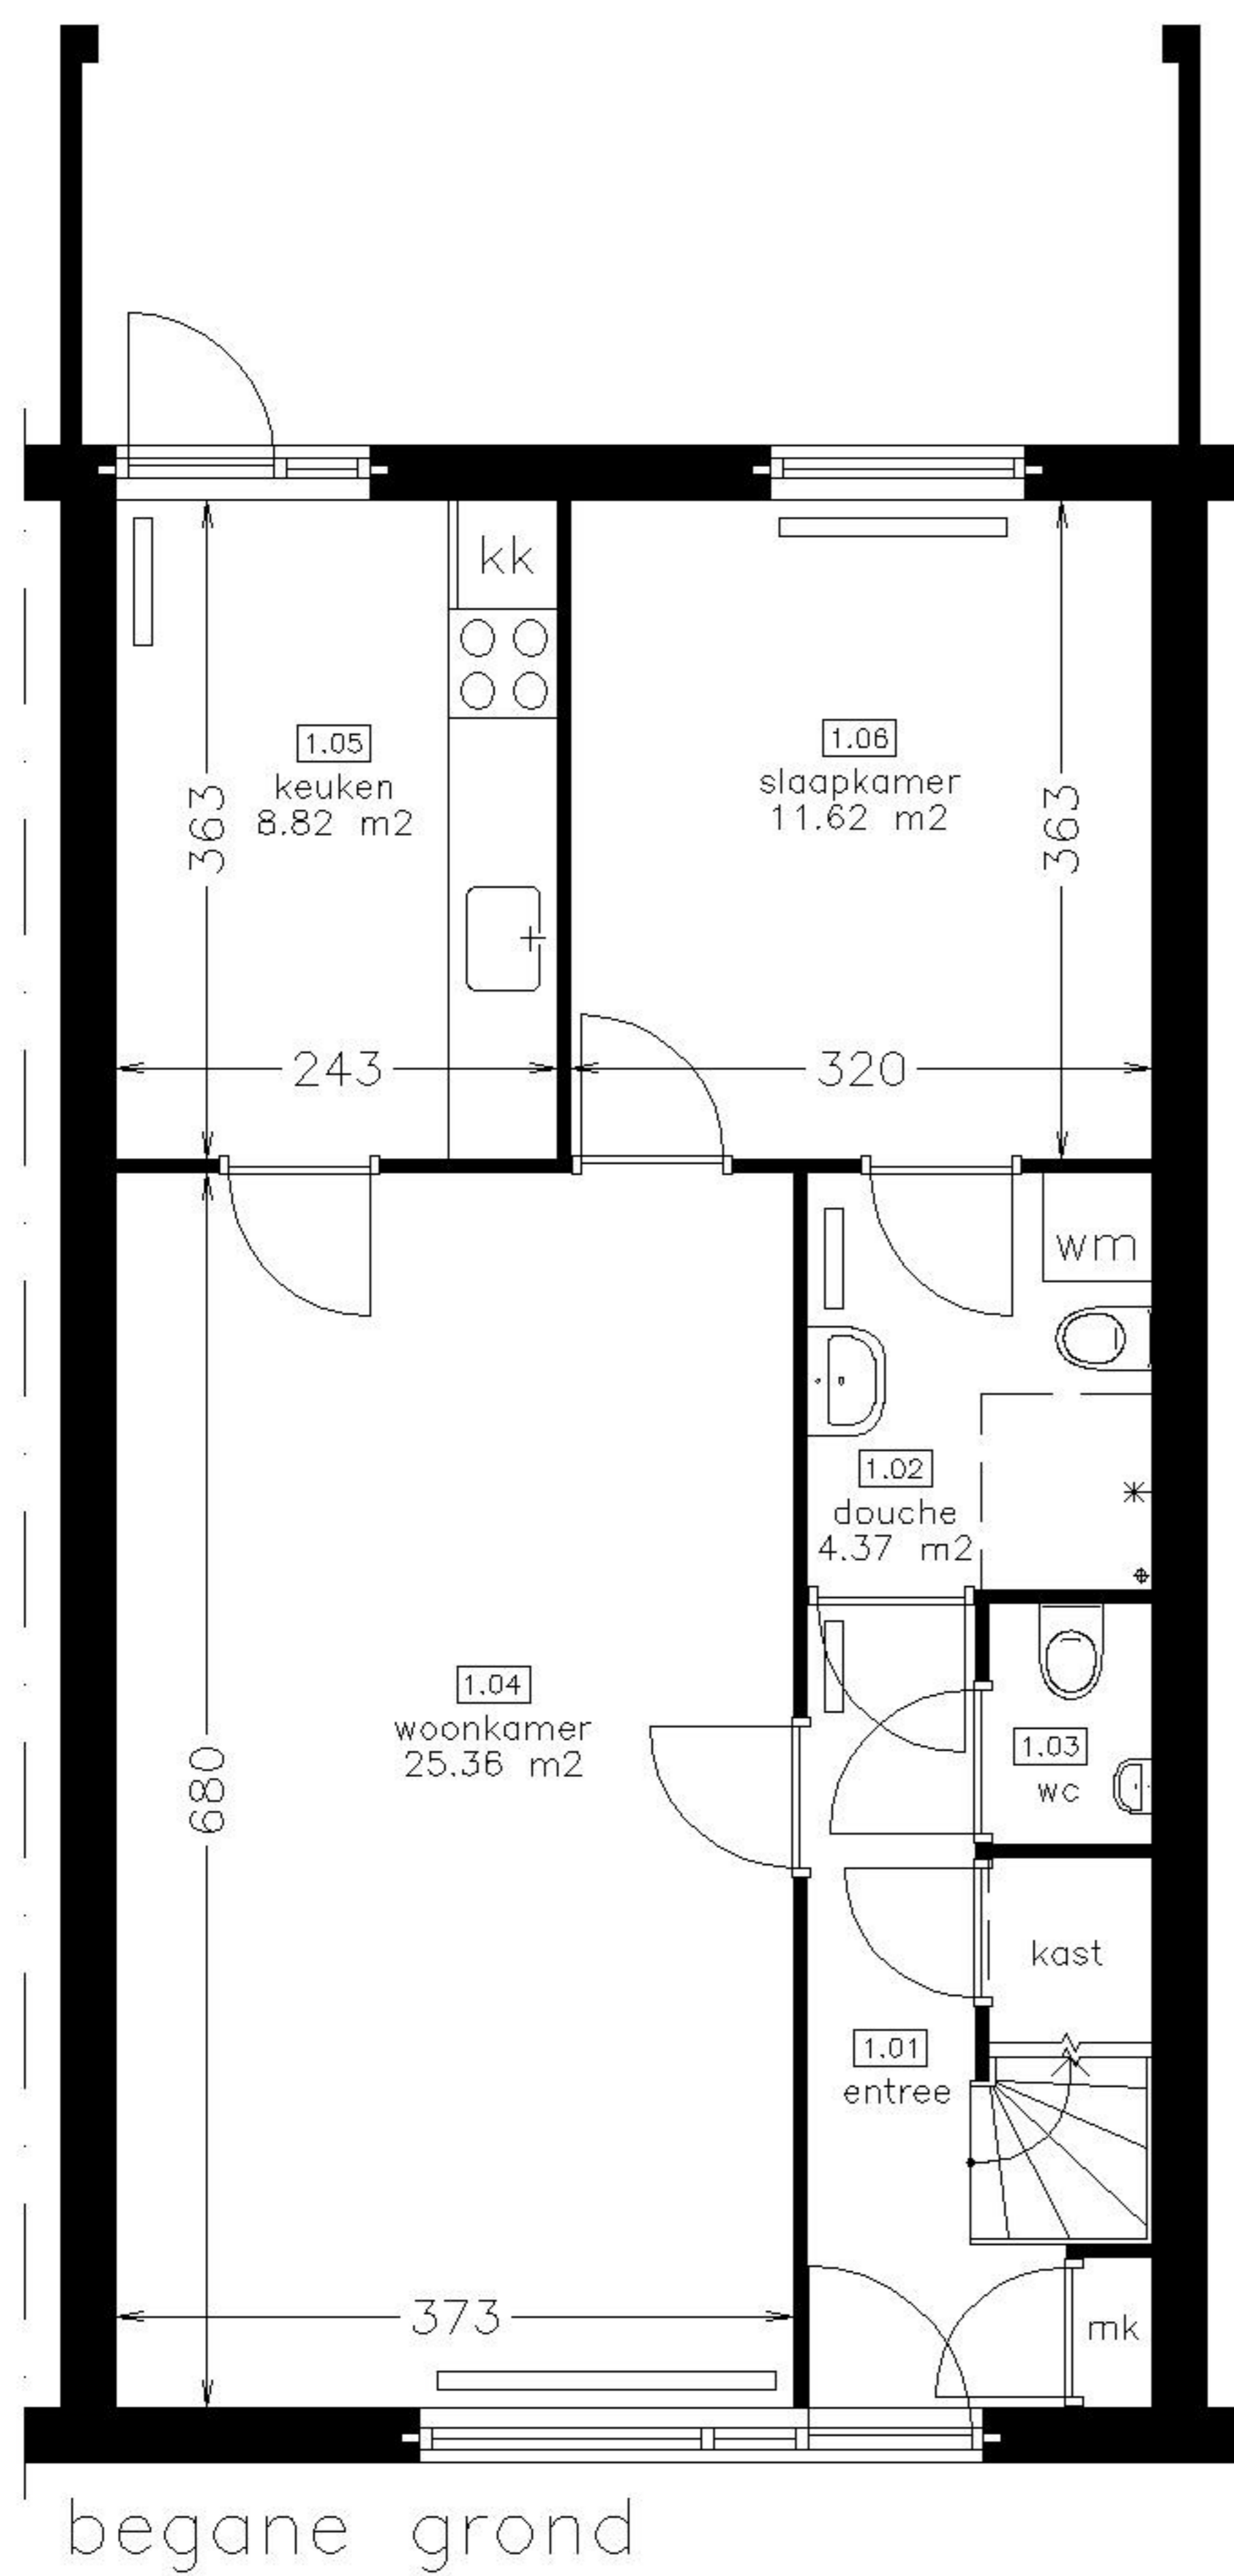 kk
1.05
keuken
8.82 m2
363
1.06
slaapkamer
11.62 m2
363
243
320
wm
1.02
douche
4.37 m2
1.04
woonkamer
25.36 m2
680
1.03
wc
kast
1.01
entree
373
mk
begane grond